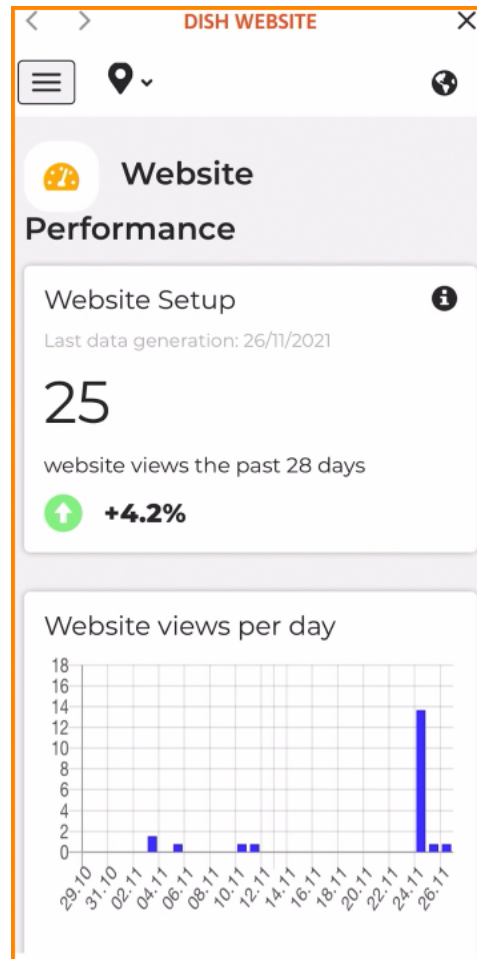 DISH WEBSITE
Website
Performance
Website Setup
Last data generation: 26/11/2021
25
website views the past 28 days
+4.2%
Website views per day
18
16
14
12
10
8
6
4
2
0
29.10 31.10 02.11 04.11 06.11 08.11 10.11 12.11 14.11 16.11 18.11 20.11 22.11 24.11 26.11